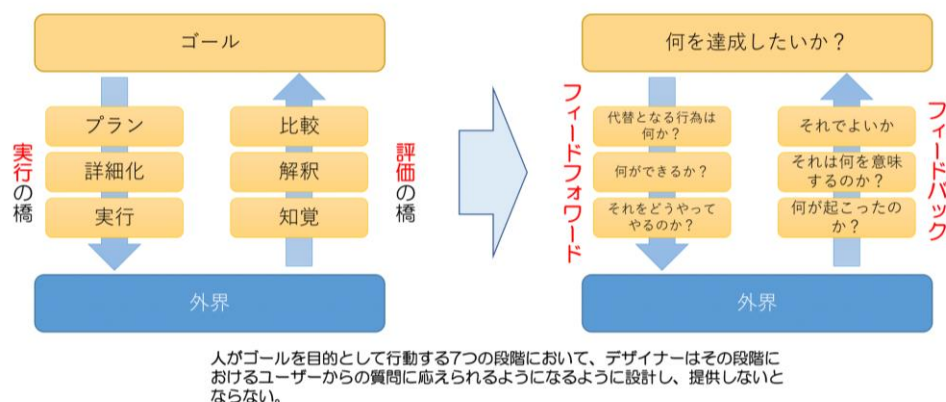 ゴール
実行の橋
プラン
詳細化
実行
比較
解釈
知覚
評価の橋
外界
何を達成したいか？
フィードフォワード
代替となる行為は
何か？
何ができるか？
それをどうやって
やるのか？
それでよいか
それは何を意味
するのか？
何が起こったの
か？
フィードバック
外界
人がゴールを目的として行動する7つの段階において、デザイナーはその段階に
おけるユーザーからの質問に応えられるようになるように設計し、提供しないと
ならない。